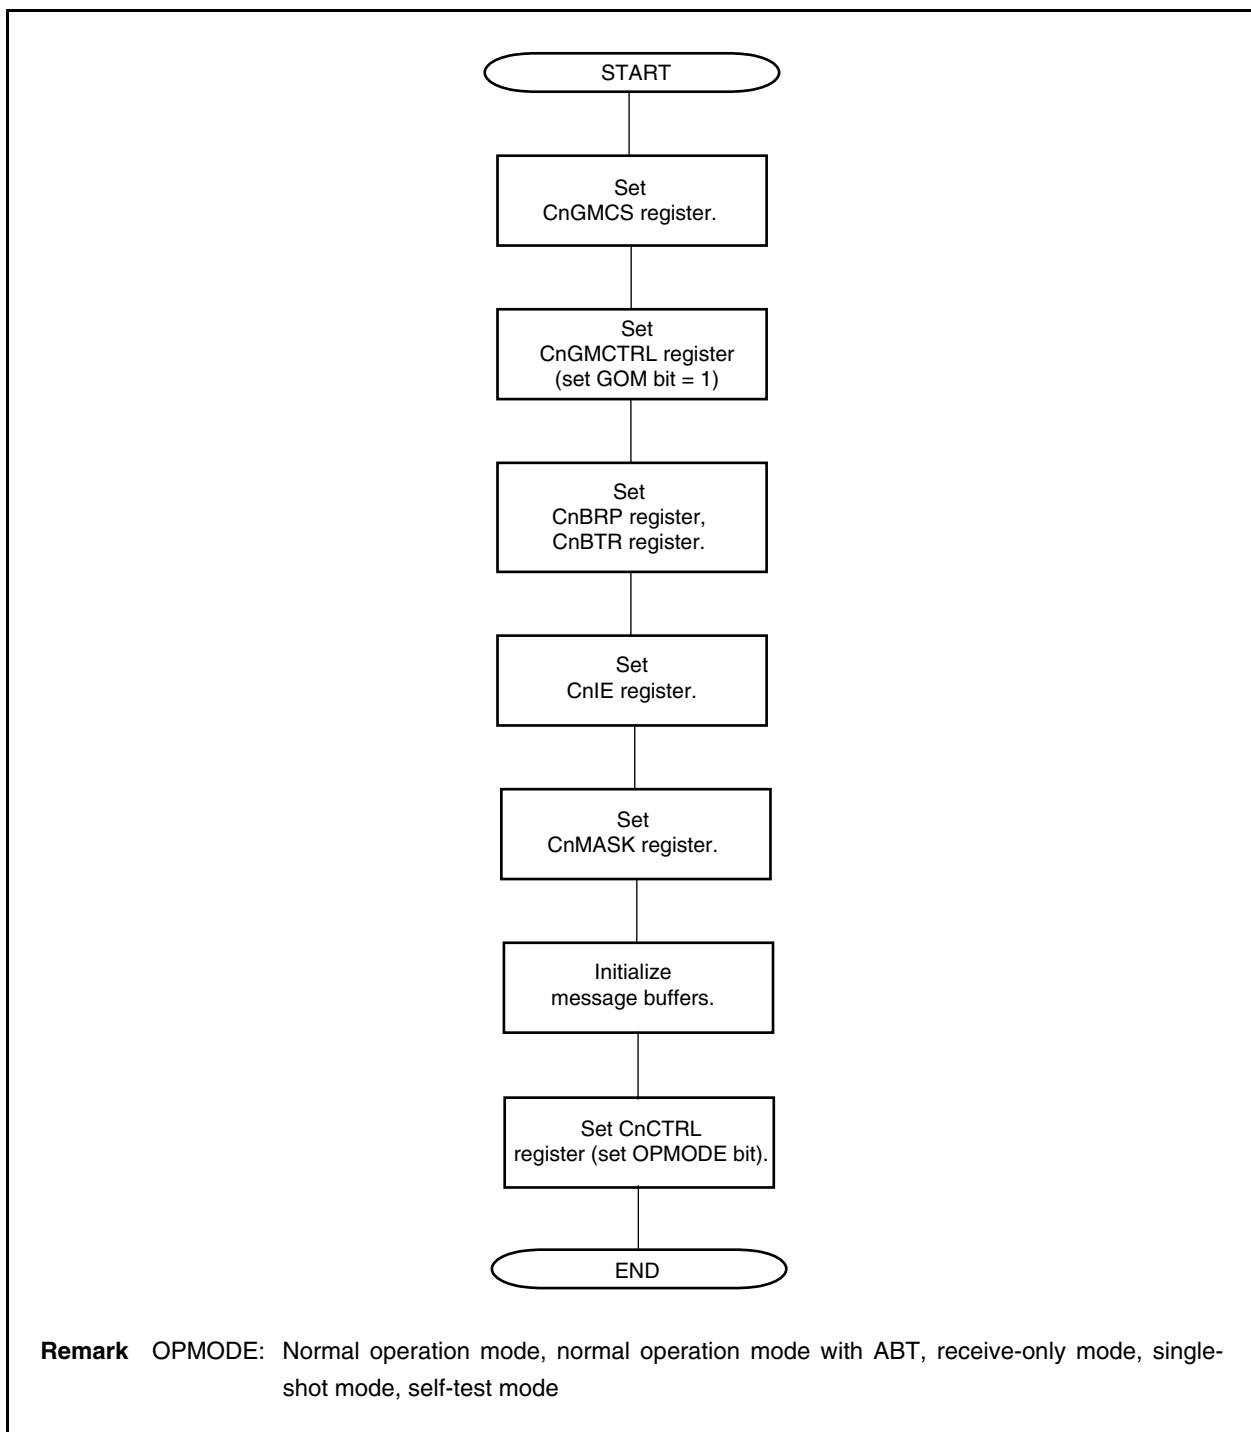 START
Set
CnGMCS register.
Set
CnGMCTRL register
(set GOM bit = 1)
Set
CnBRP register,
CnBTR register.
Set
CnIE register.
Set
CnMASK register.
Initialize
message buffers.
Set CnCTRL
register (set OPMODE bit).
END
Remark OPMODE: Normal operation mode, normal operation mode with ABT, receive-only mode, single-
shot mode, self-test mode